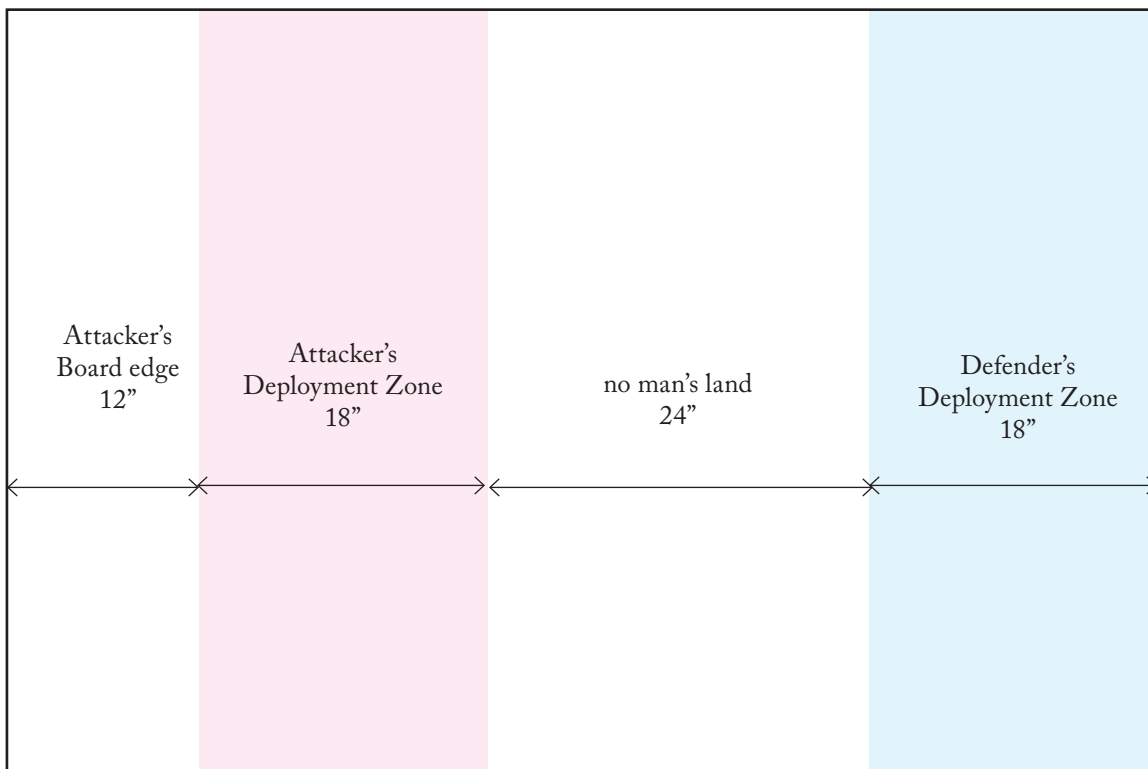 Attacker’s
Board edge
12”
Attacker’s
Deployment Zone
18”
no man’s land
24”
Defender’s
Deployment Zone
18”